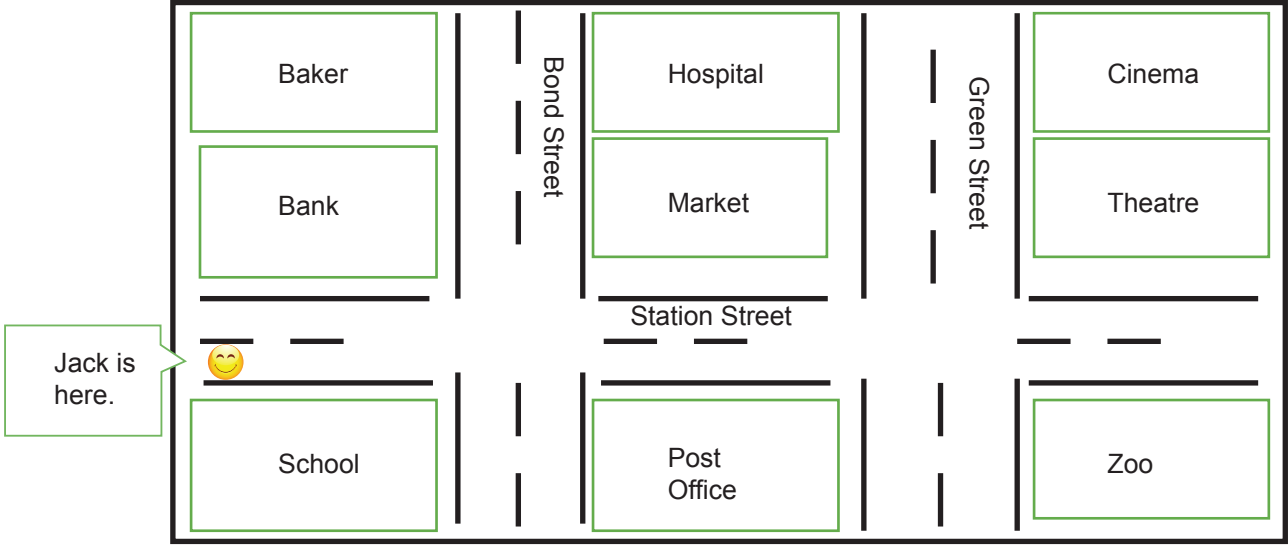 Baker
Bond Street
Hospital
Green Street
Cinema
Bank
Market
Theatre
Station Street
Jack is
here.
School
Post
Office
Zoo